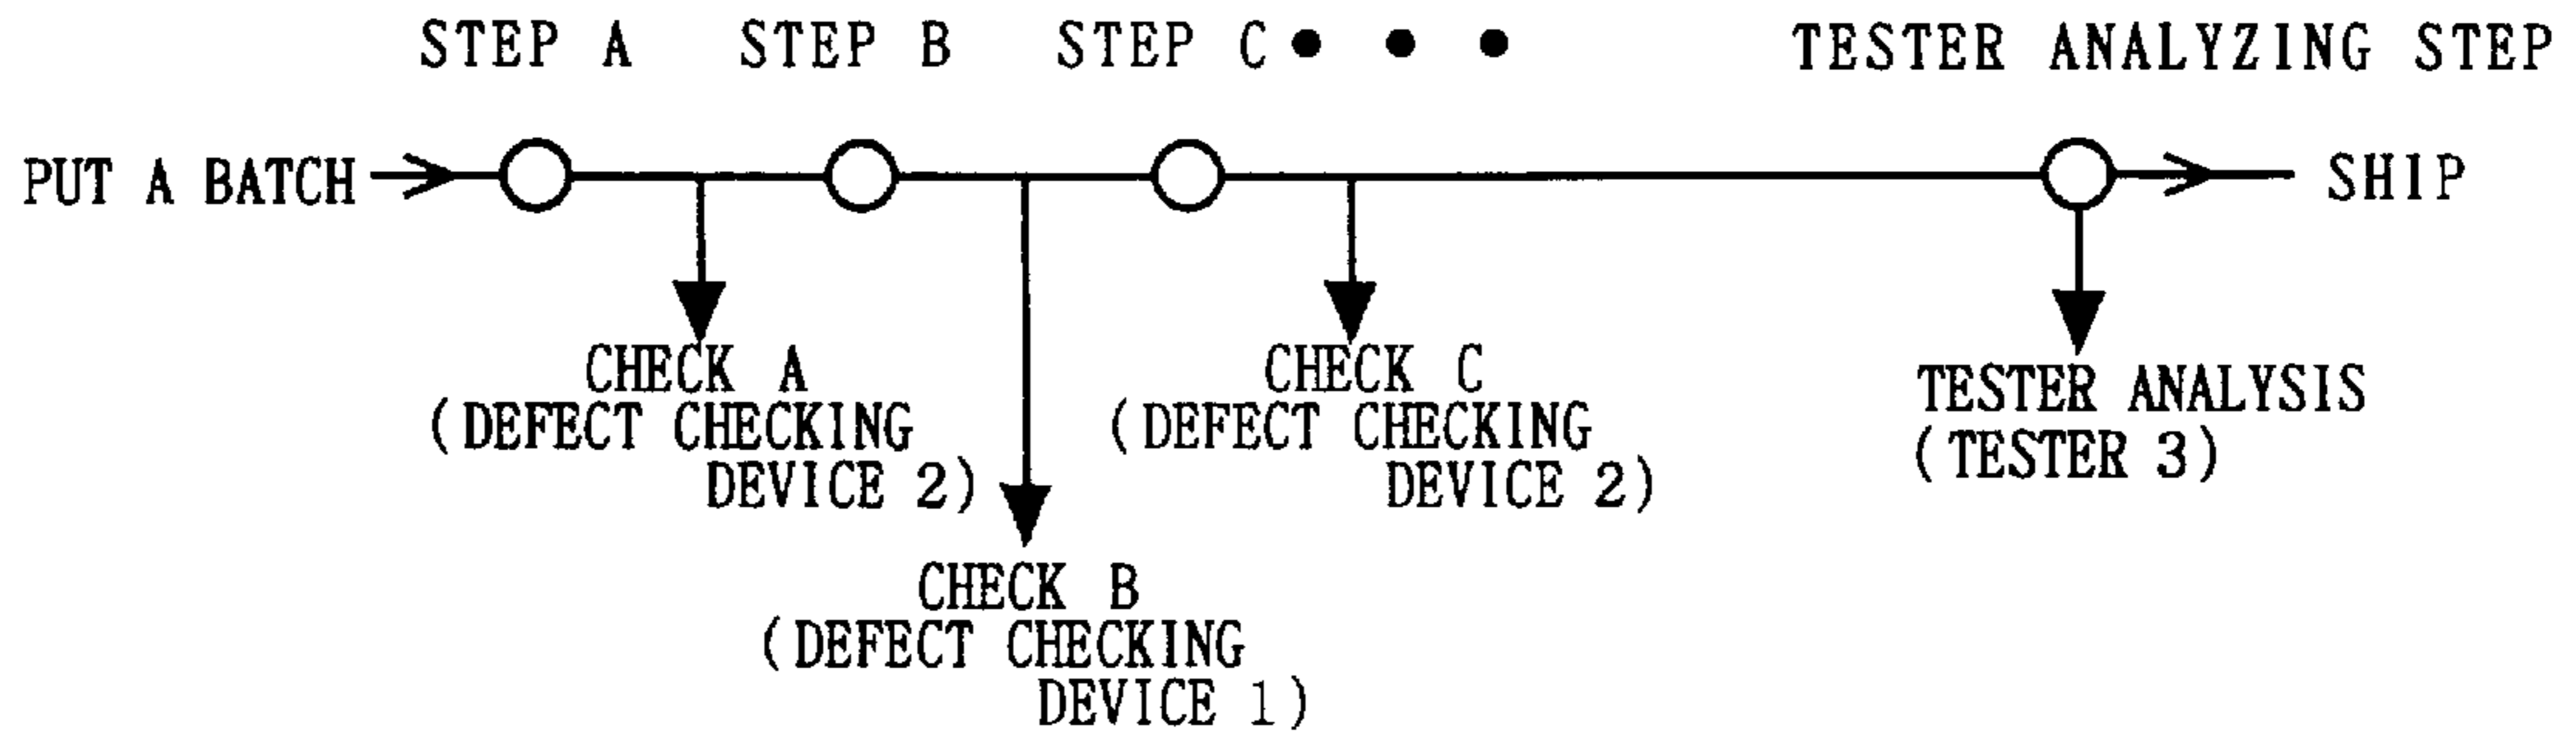 STEP A STEP B STEP C • • • TESTER ANALYZING STEP
PUT A BATCH
SHIP
CHECK A
(DEFECT CHECKING
DEVICE 2)
CHECK B
(DEFECT CHECKING
DEVICE 1)
CHECK C
(DEFECT CHECKING
DEVICE 2)
TESTER ANALYSIS
(TESTER 3)